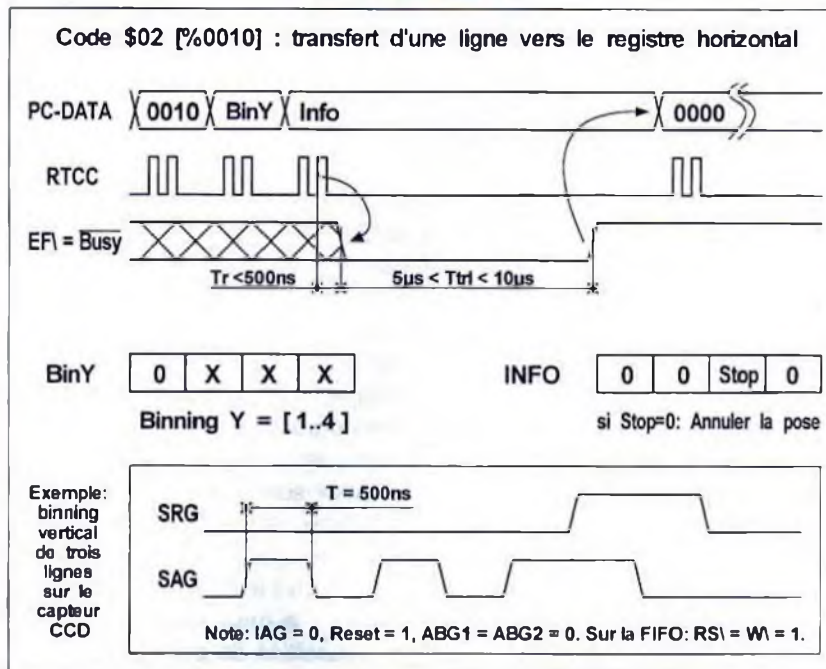 Code $02 [%0010] : transfert d'une ligne vers le registre horizontal
PC-DATA 0010 BinY Info 0000
RTCC
EF\ = Busy
Tr <500ns 5µs < Ttrl < 10µs
BinY 0 X X X
Binning Y = [1..4]
INFO 0 0 Stop 0
si Stop=0: Annuler la pose
Exemple:
binning
vertical
de trois
lignes
sur le
capteur
CCD
T = 500ns
SRG
SAG
Note: IAG = 0, Reset = 1, ABG1 = ABG2 = 0. Sur la FIFO: RS\ = W\ = 1.